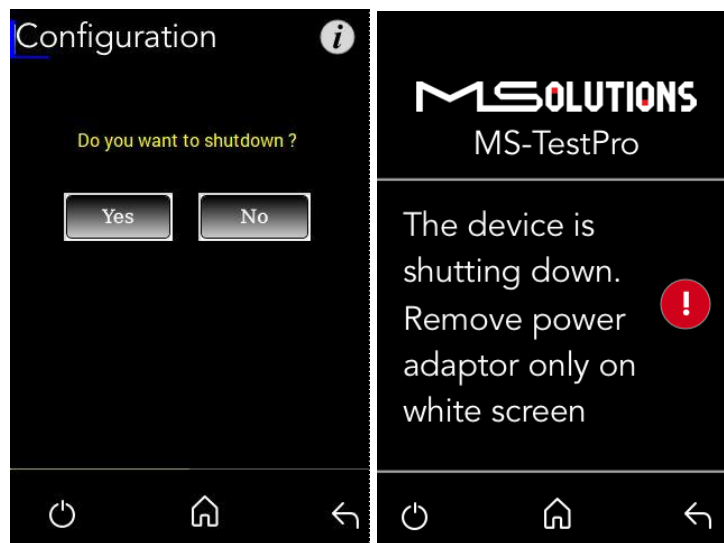 Configuration
Do you want to shutdown ?
Yes
No
MSOLUTIONS
MS-TestPro
The device is
shutting down.
Remove power
adaptor only on
white screen